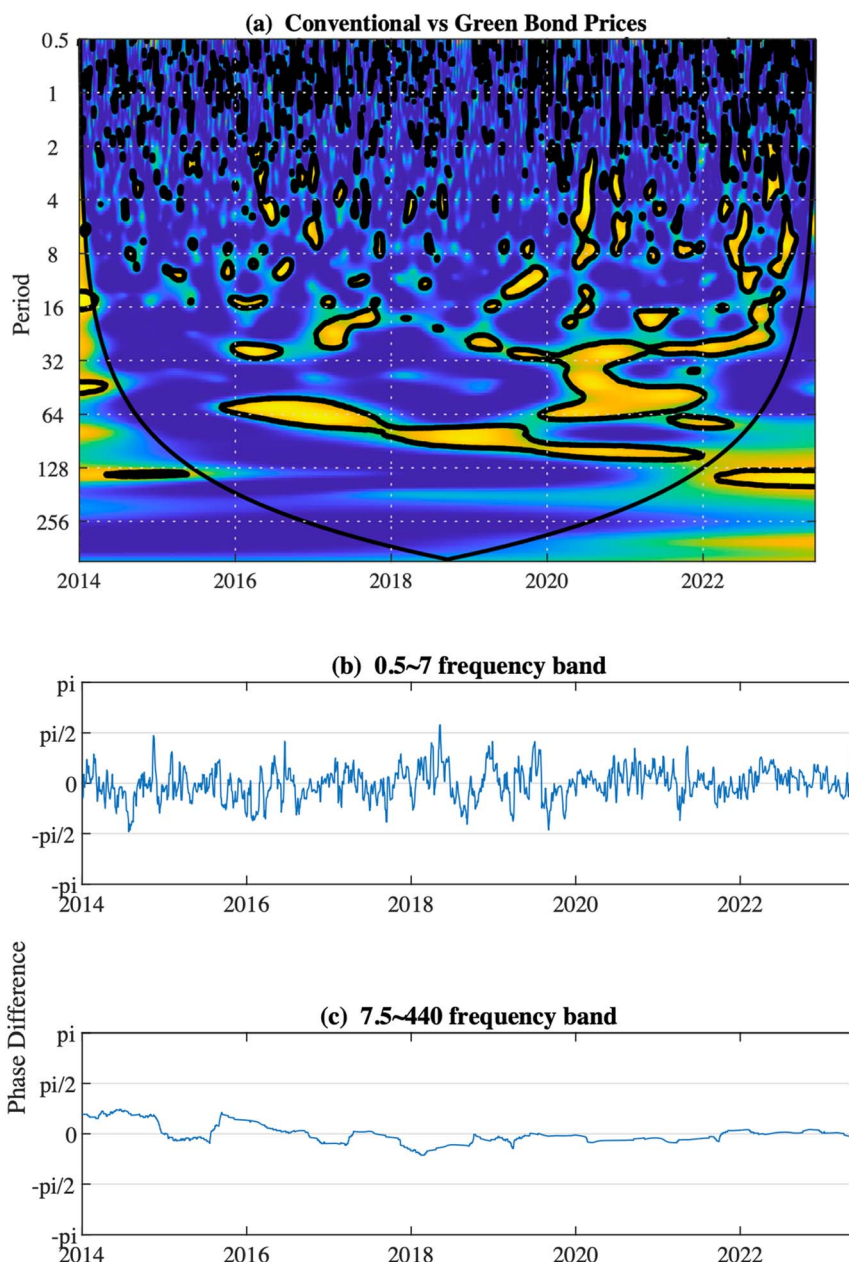 (a) Conventional vs Green Bond Prices
0.5
1
2
4
8
16
32
64
128
256
Period
2014 2016 2018 2020 2022
(b) 0.5~7 frequency band
pi
pi/2
0
-pi/2
-pi
2014 2016 2018 2020 2022
Phase Difference
(c) 7.5~440 frequency band
pi
pi/2
0
-pi/2
-pi
2014 2016 2018 2020 2022